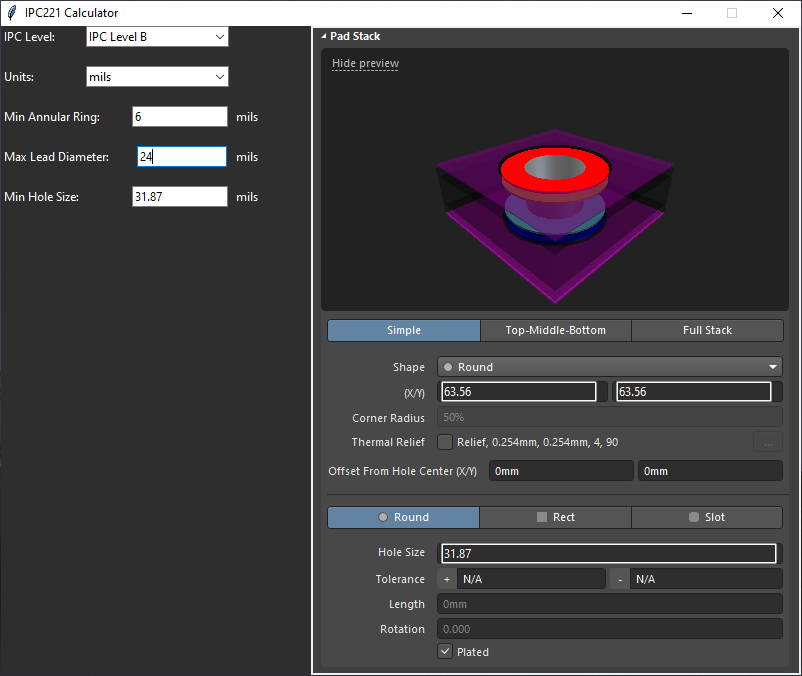 IPC221 Calculator
IPC Level: IPC Level B
Units: mils
Min Annular Ring: 6 mils
Max Lead Diameter: 24 mils
Min Hole Size: 31.87 mils
Pad Stack
Hide preview
Simple Top-Middle-Bottom Full Stack
Shape Round
(X/Y) 63.56 63.56
Corner Radius 50%
Thermal Relief Relief, 0.254mm, 0.254mm, 4, 90 ...
Offset From Hole Center (X/Y) 0mm 0mm
Round Rect Slot
Hole Size 31.87
Tolerance + N/A - N/A
Length 0mm
Rotation 0.000
Plated